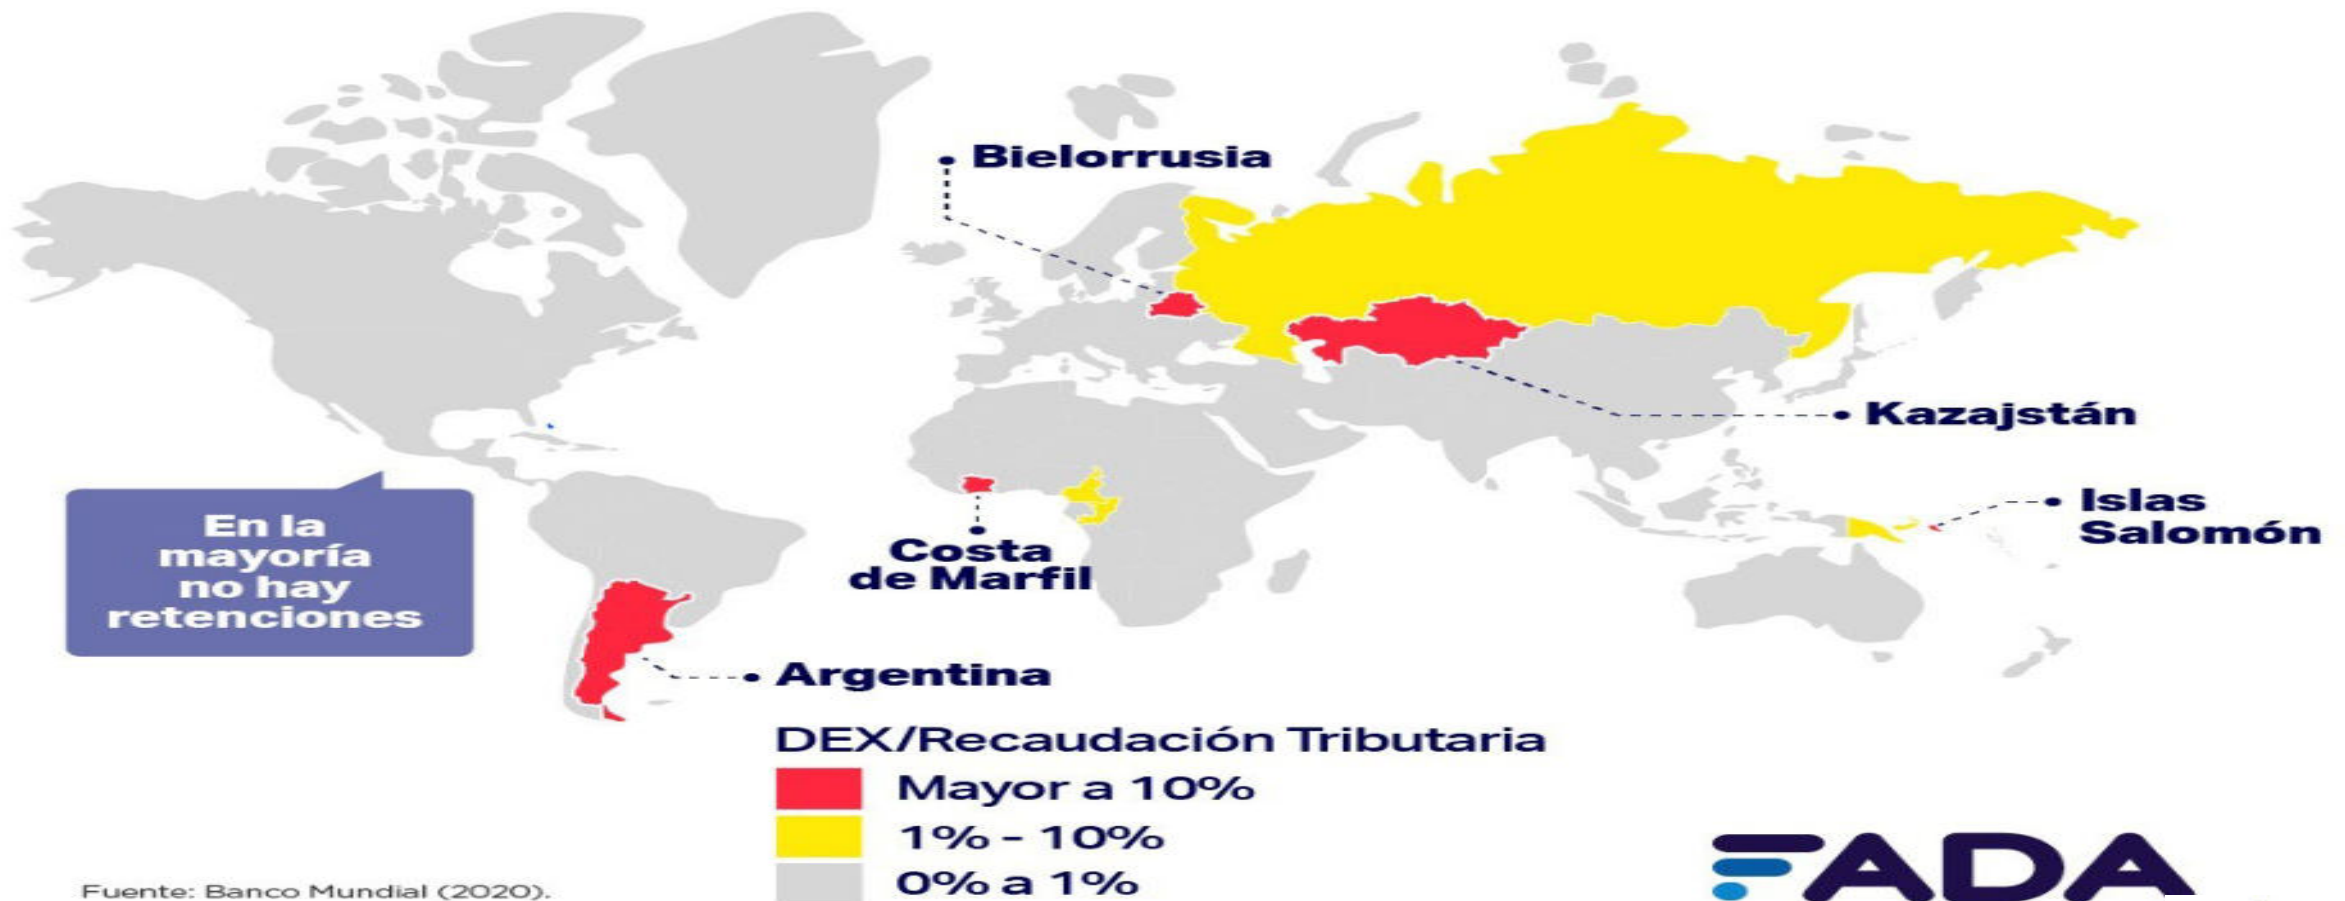 Bielorrusia
Kazajstán
Islas
Salomón
En la
mayoría
no hay
retenciones
Costa
de Marfil
Argentina
DEX/Recaudación Tributaria
Mayor a 10%
1% - 10%
0% a 1%
Fuente: Banco Mundial (2020).
FADA